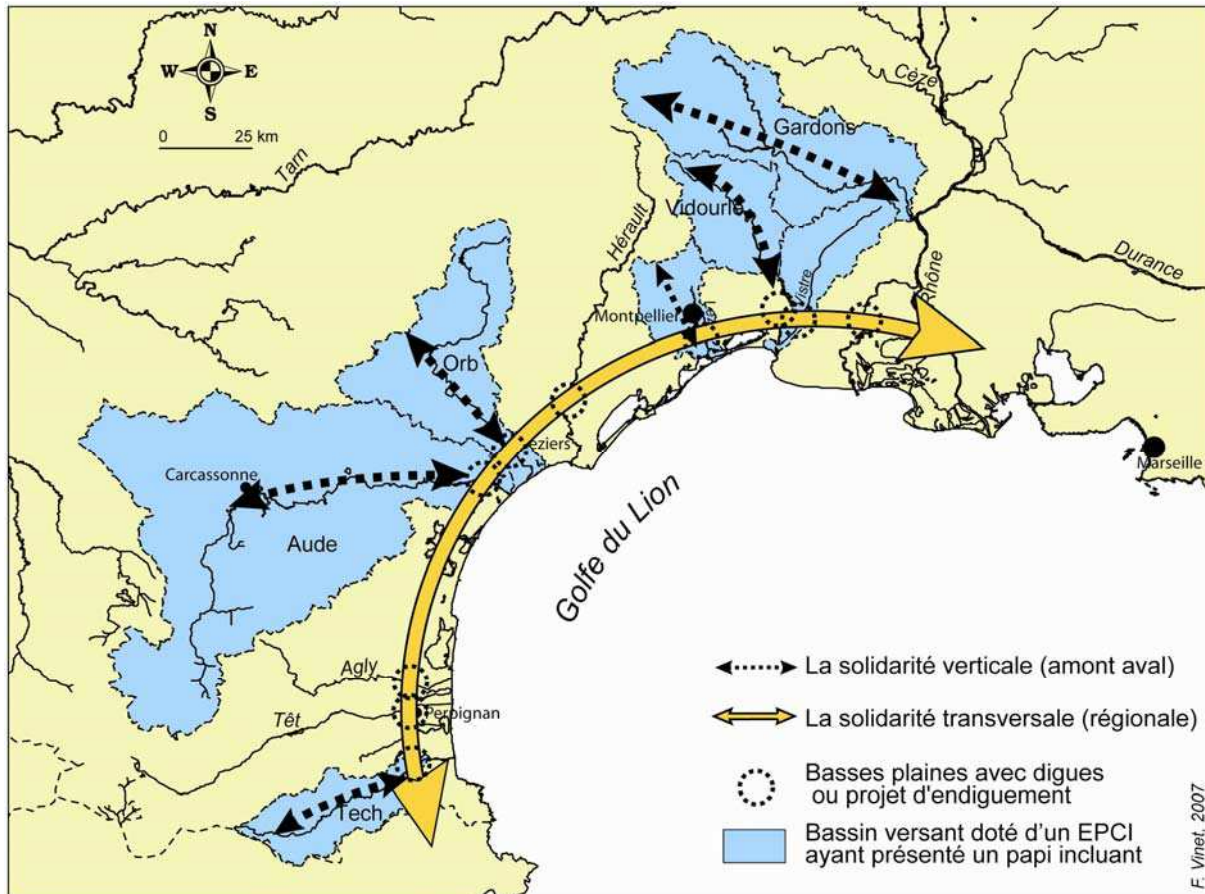 N
W E
S
0 25 km
Tarn
Cèze
Gardons
Vidourle
Hérault
Vistre
Rhône
Durance
Montpellier
Marseille
Orb
Carcassonne
Aude
Golfe du Lion
Agly
Têt
Perpignan
Tech
La solidarité verticale (amont aval)
La solidarité transversale (régionale)
Basses plaines avec digues
ou projet d'endiguement
Bassin versant doté d'un EPCI
ayant présenté un papi incluant
F. Vinet, 2007